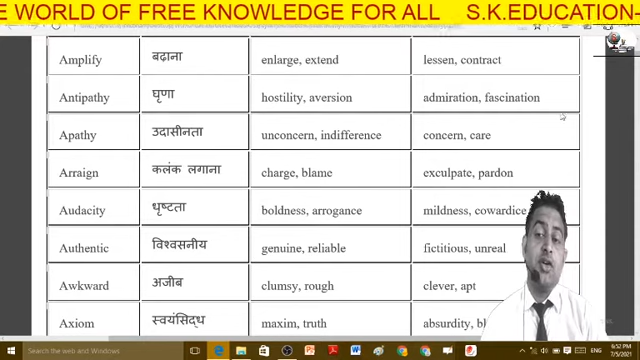 E WORLD OF FREE KNOWLEDGE FOR ALL S.K.EDUCATION-
Amplify बढ़ाना enlarge, extend lessen, contract
Antipathy घृणा hostility, aversion admiration, fascination
Apathy उदासीनता unconcern, indifference concern, care
Arraign कलंक लगाना charge, blame exculpate, pardon
Audacity धृष्टता boldness, arrogance mildness, cowardice
Authentic विश्वसनीय genuine, reliable fictitious, unreal
Awkward अजीब clumsy, rough clever, apt
Axiom स्वयंसिद्ध maxim, truth absurdity,
Search the web and Windows
ENG
6:52 PM
7/5/2021